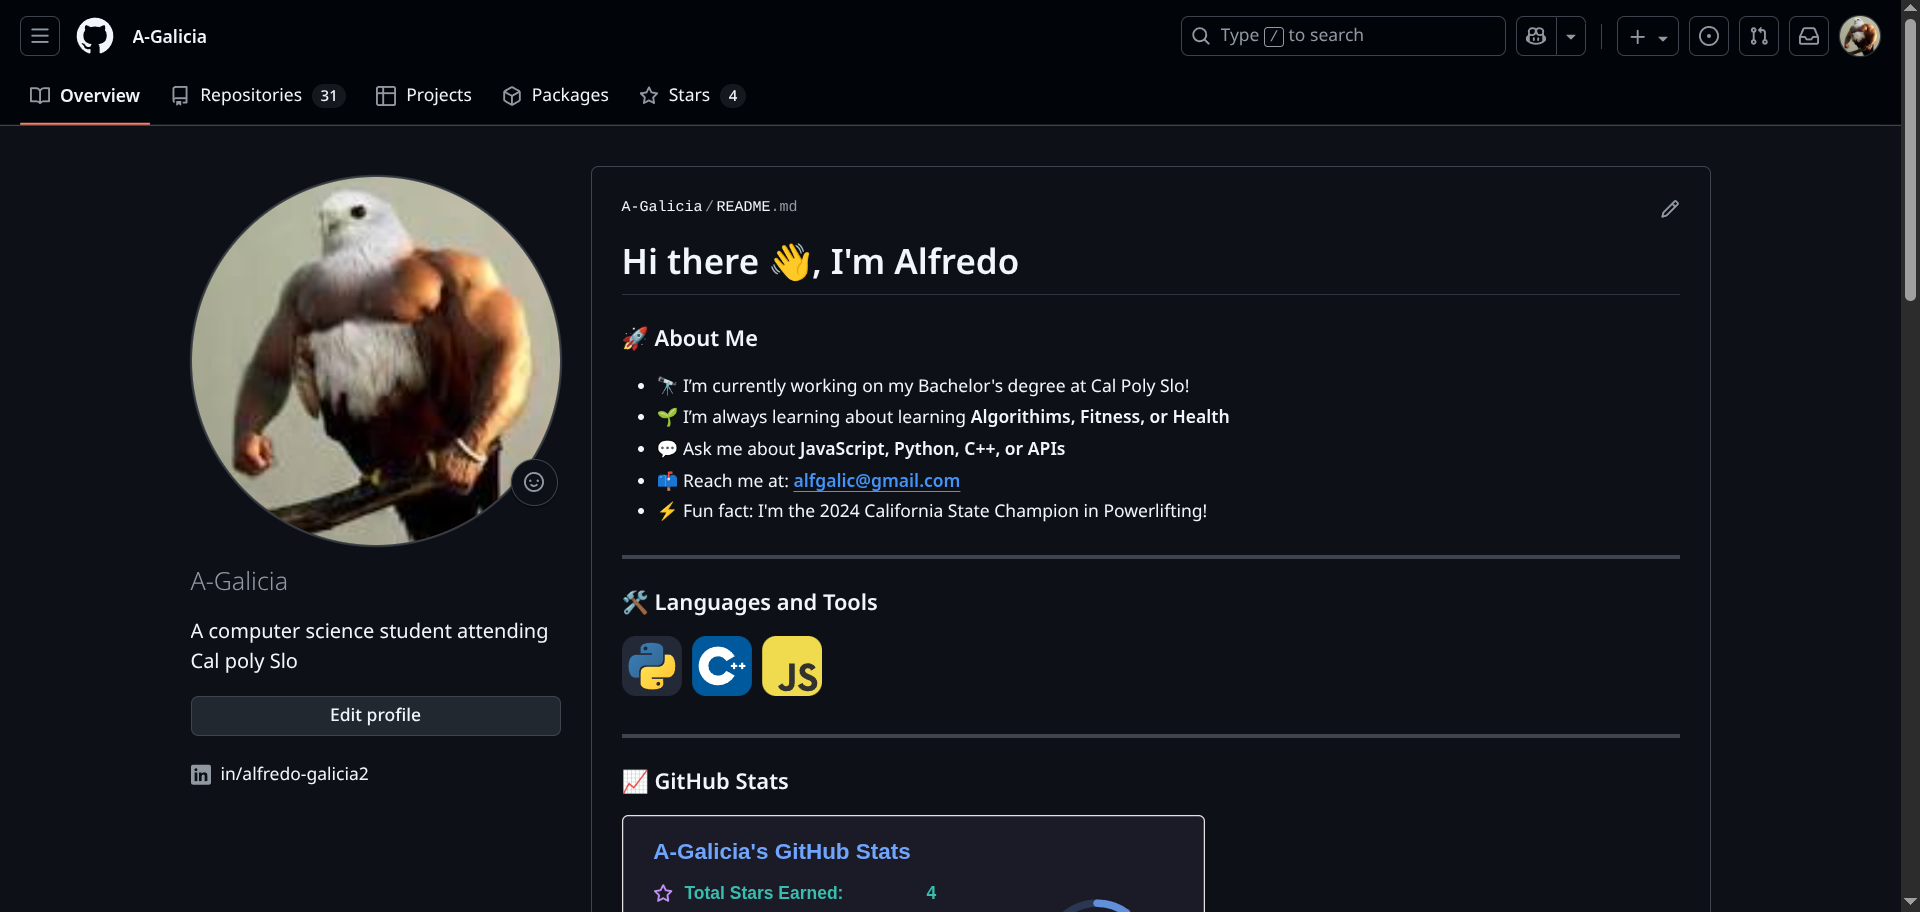 A-Galicia
Type / to search
Overview
Repositories 31
Projects
Packages
Stars 4
A-Galicia/README.md
Hi there 👋, I'm Alfredo
🚀 About Me
🔭 I'm currently working on my Bachelor's degree at Cal Poly Slo!
🌱 I'm always learning about learning Algorithims, Fitness, or Health
💬 Ask me about JavaScript, Python, C++, or APIs
📫 Reach me at: alfgalic@gmail.com
⚡ Fun fact: I'm the 2024 California State Champion in Powerlifting!
A-Galicia
A computer science student attending
Cal poly Slo
Edit profile
in in/alfredo-galicia2
🛠️ Languages and Tools
C++ JS
📈 GitHub Stats
A-Galicia's GitHub Stats
Total Stars Earned: 4